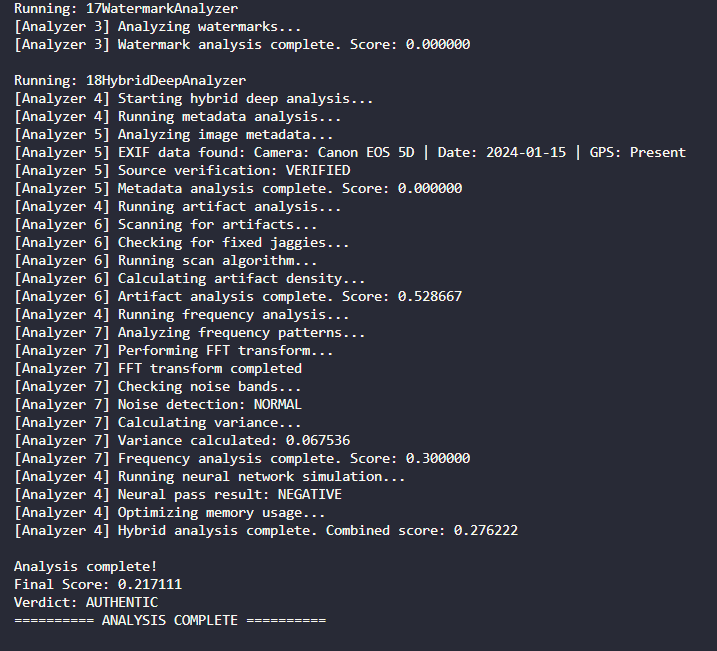 Running: 17WatermarkAnalyzer
[Analyzer 3] Analyzing watermarks...
[Analyzer 3] Watermark analysis complete. Score: 0.000000
Running: 18HybridDeepAnalyzer
[Analyzer 4] Starting hybrid deep analysis...
[Analyzer 4] Running metadata analysis...
[Analyzer 5] Analyzing image metadata...
[Analyzer 5] EXIF data found: Camera: Canon EOS 5D | Date: 2024-01-15 | GPS: Present
[Analyzer 5] Source verification: VERIFIED
[Analyzer 5] Metadata analysis complete. Score: 0.000000
[Analyzer 4] Running artifact analysis...
[Analyzer 6] Scanning for artifacts...
[Analyzer 6] Checking for fixed jaggies...
[Analyzer 6] Running scan algorithm...
[Analyzer 6] Calculating artifact density...
[Analyzer 6] Artifact analysis complete. Score: 0.528667
[Analyzer 4] Running frequency analysis...
[Analyzer 7] Analyzing frequency patterns...
[Analyzer 7] Performing FFT transform...
[Analyzer 7] FFT transform completed
[Analyzer 7] Checking noise bands...
[Analyzer 7] Noise detection: NORMAL
[Analyzer 7] Calculating variance...
[Analyzer 7] Variance calculated: 0.067536
[Analyzer 7] Frequency analysis complete. Score: 0.300000
[Analyzer 4] Running neural network simulation...
[Analyzer 4] Neural pass result: NEGATIVE
[Analyzer 4] Optimizing memory usage...
[Analyzer 4] Hybrid analysis complete. Combined score: 0.276222
Analysis complete!
Final Score: 0.217111
Verdict: AUTHENTIC
========== ANALYSIS COMPLETE ==========